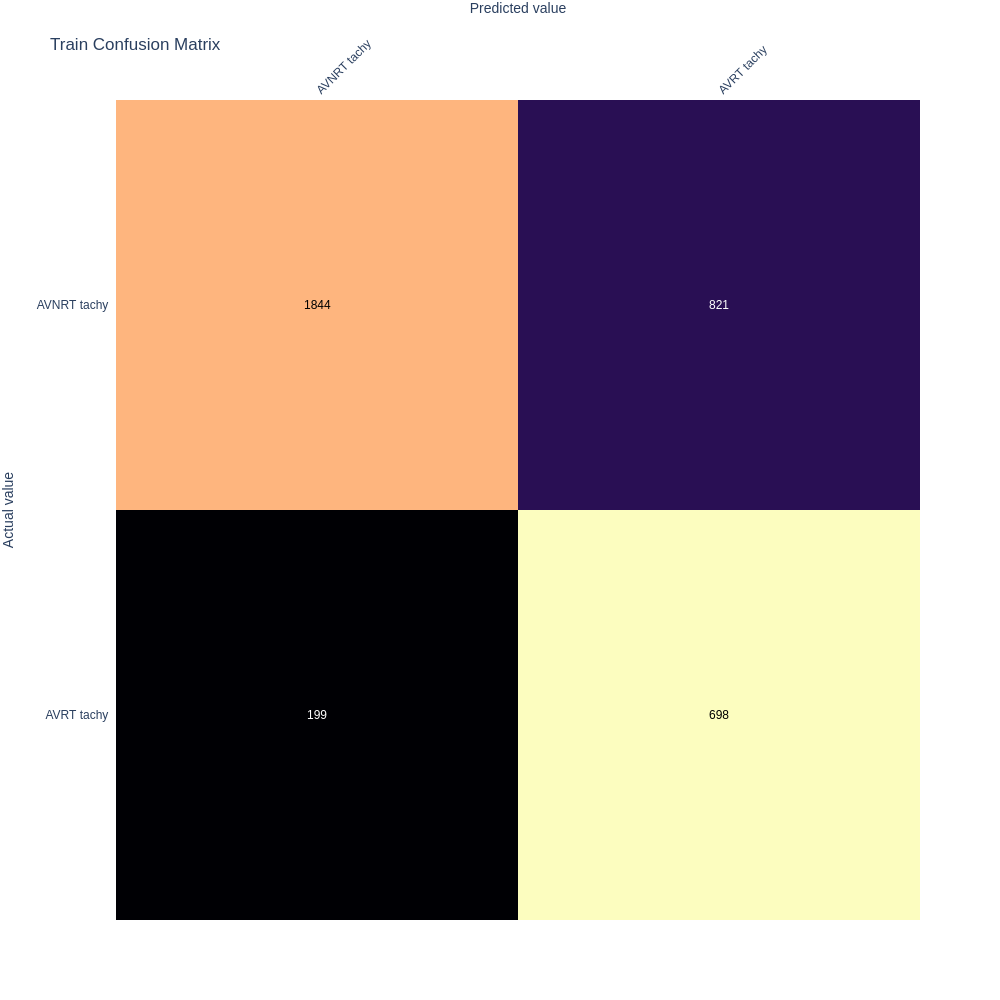 Predicted value
Train Confusion Matrix
AVNRT tachy
AVRT tachy
AVNRT tachy
1844
821
Actual value
AVRT tachy
199
698